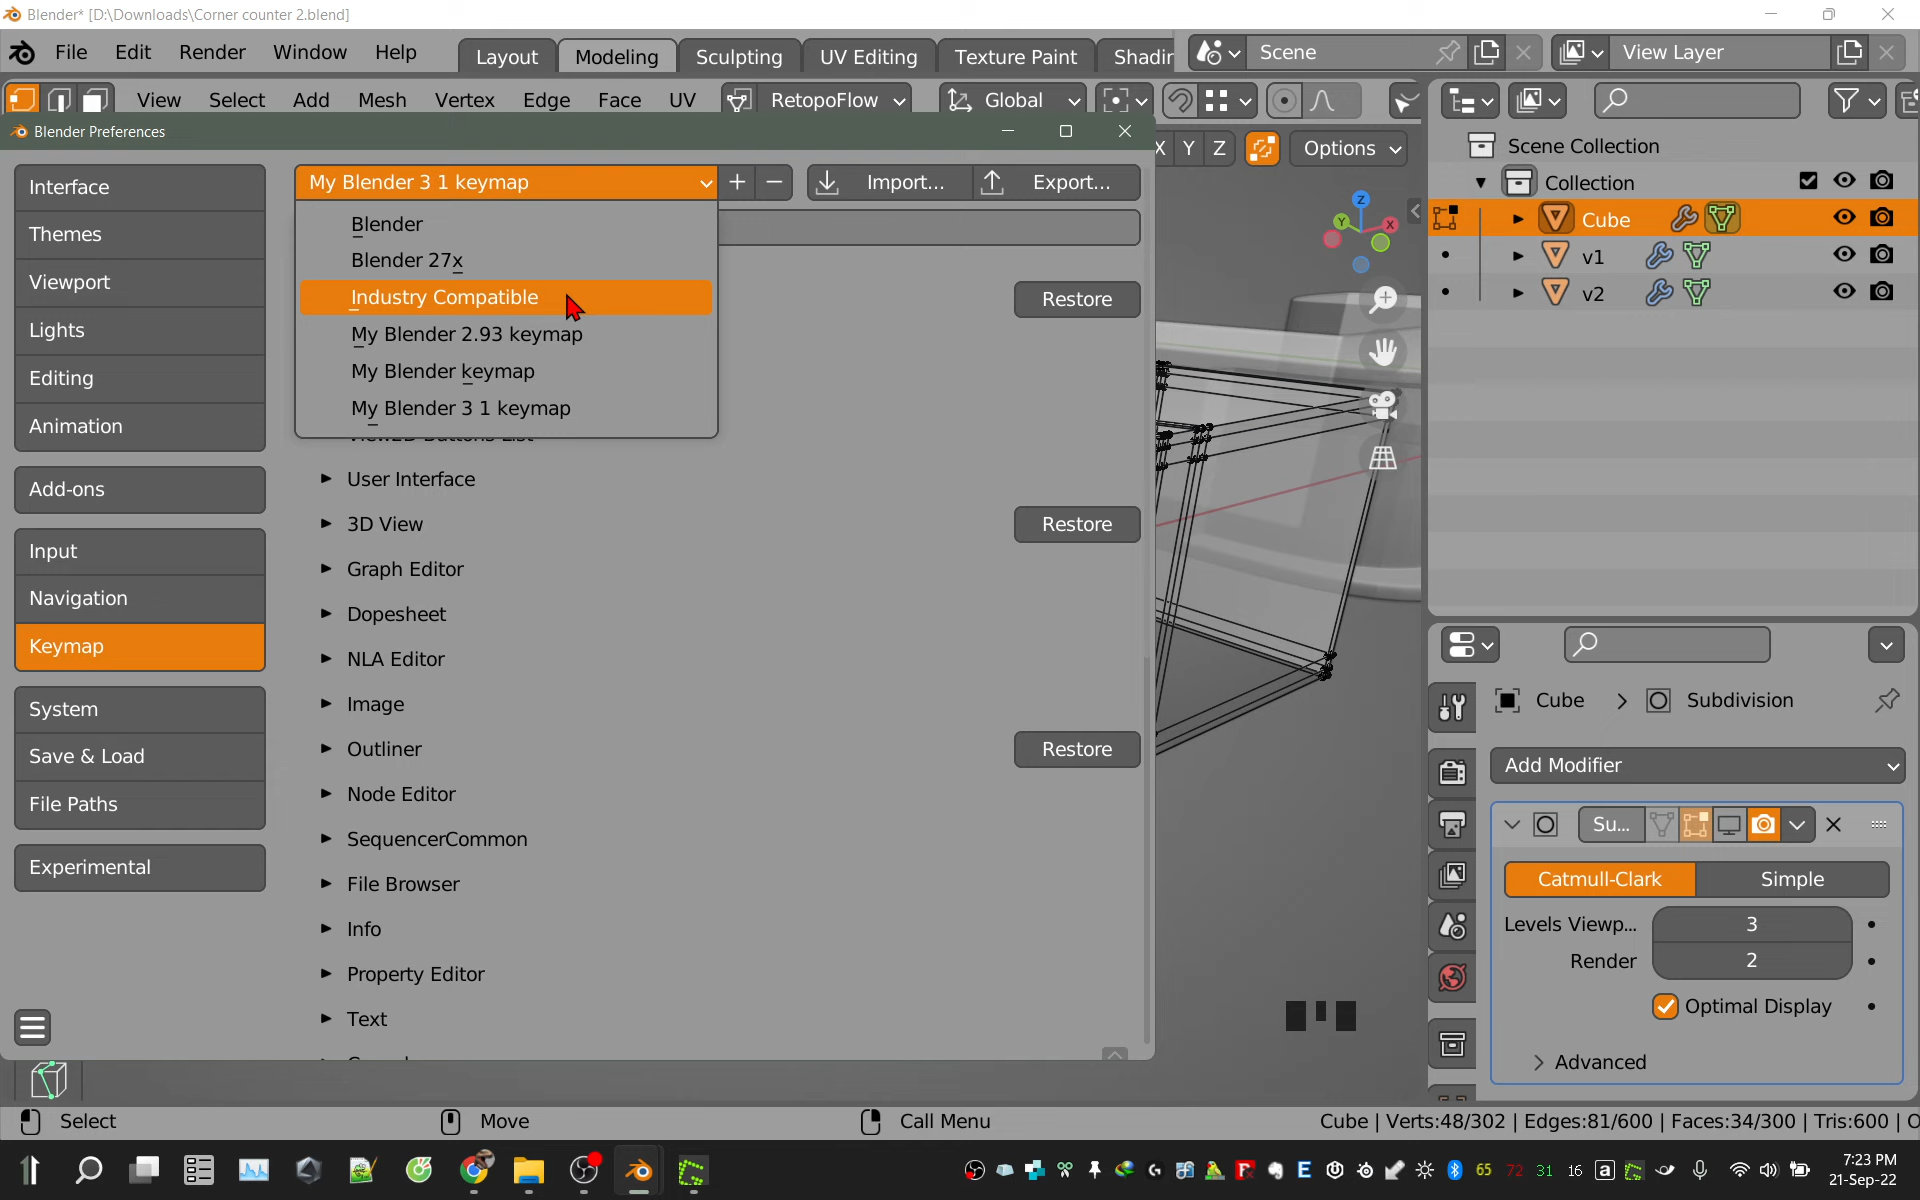 Blender* [D:\Downloads\Corner counter 2.blend]
File Edit Render Window Help Layout Modeling Sculpting UV Editing Texture Paint Shadir Scene View Layer
View Select Add Mesh Vertex Edge Face UV RetopoFlow Global
Blender Preferences
X Y Z Options
Scene Collection
Collection
Cube
v1
v2
Interface
Themes
Viewport
Lights
Editing
Animation
Add-ons
Input
Navigation
Keymap
System
Save & Load
File Paths
Experimental
My Blender 3 1 keymap + − Import... Export...
Blender
Blender 27x
Industry Compatible
Restore
My Blender 2.93 keymap
My Blender keymap
My Blender 3 1 keymap
View2D Buttons List
User Interface
3D View Restore
Graph Editor
Dopesheet
NLA Editor
Image
Outliner Restore
Node Editor
SequencerCommon
File Browser
Info
Property Editor
Text
Z
Y
X
Cube > Subdivision
Add Modifier
Su...
Catmull-Clark Simple
Levels Viewp... 3
Render 2
Optimal Display
Advanced
Select Move Call Menu Cube | Verts:48/302 | Edges:81/600 | Faces:34/300 | Tris:600 | O
65 72 31 16 7:23 PM
21-Sep-22